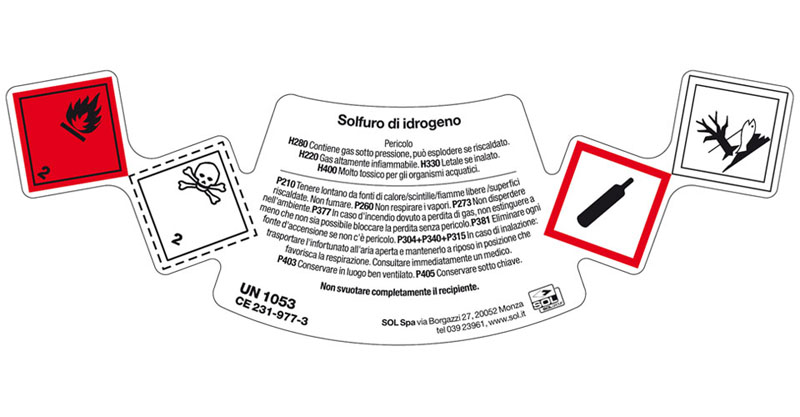 Solfuro di idrogeno
Pericolo
H280 Contiene gas sotto pressione, può esplodere se riscaldato.
H220 Gas altamente infiammabile. H330 Letale se inalato.
H400 Molto tossico per gli organismi acquatici.
P210 Tenere lontano da fonti di calore/scintille/fiamme libere /superfici
riscaldate. Non fumare. P260 Non respirare i vapori. P273 Non disperdere
nell'ambiente. P377 In caso d'incendio dovuto a perdita di gas, non estinguere a
meno che non sia possibile bloccare la perdita senza pericolo. P381 Eliminare ogni
fonte d'accensione se non c'è pericolo. P304+P340+P315 In caso di inalazione:
trasportare l'infortunato all'aria aperta e mantenerlo a riposo in posizione che
favorisca la respirazione. Consultare immediatamente un medico.
P403 Conservare in luogo ben ventilato. P405 Conservare sotto chiave.
Non svuotare completamente il recipiente.
UN 1053
CE 231-977-3
SOL Spa via Borgazzi 27, 20052 Monza
tel 039 23961, www.sol.it
SOL
2
2